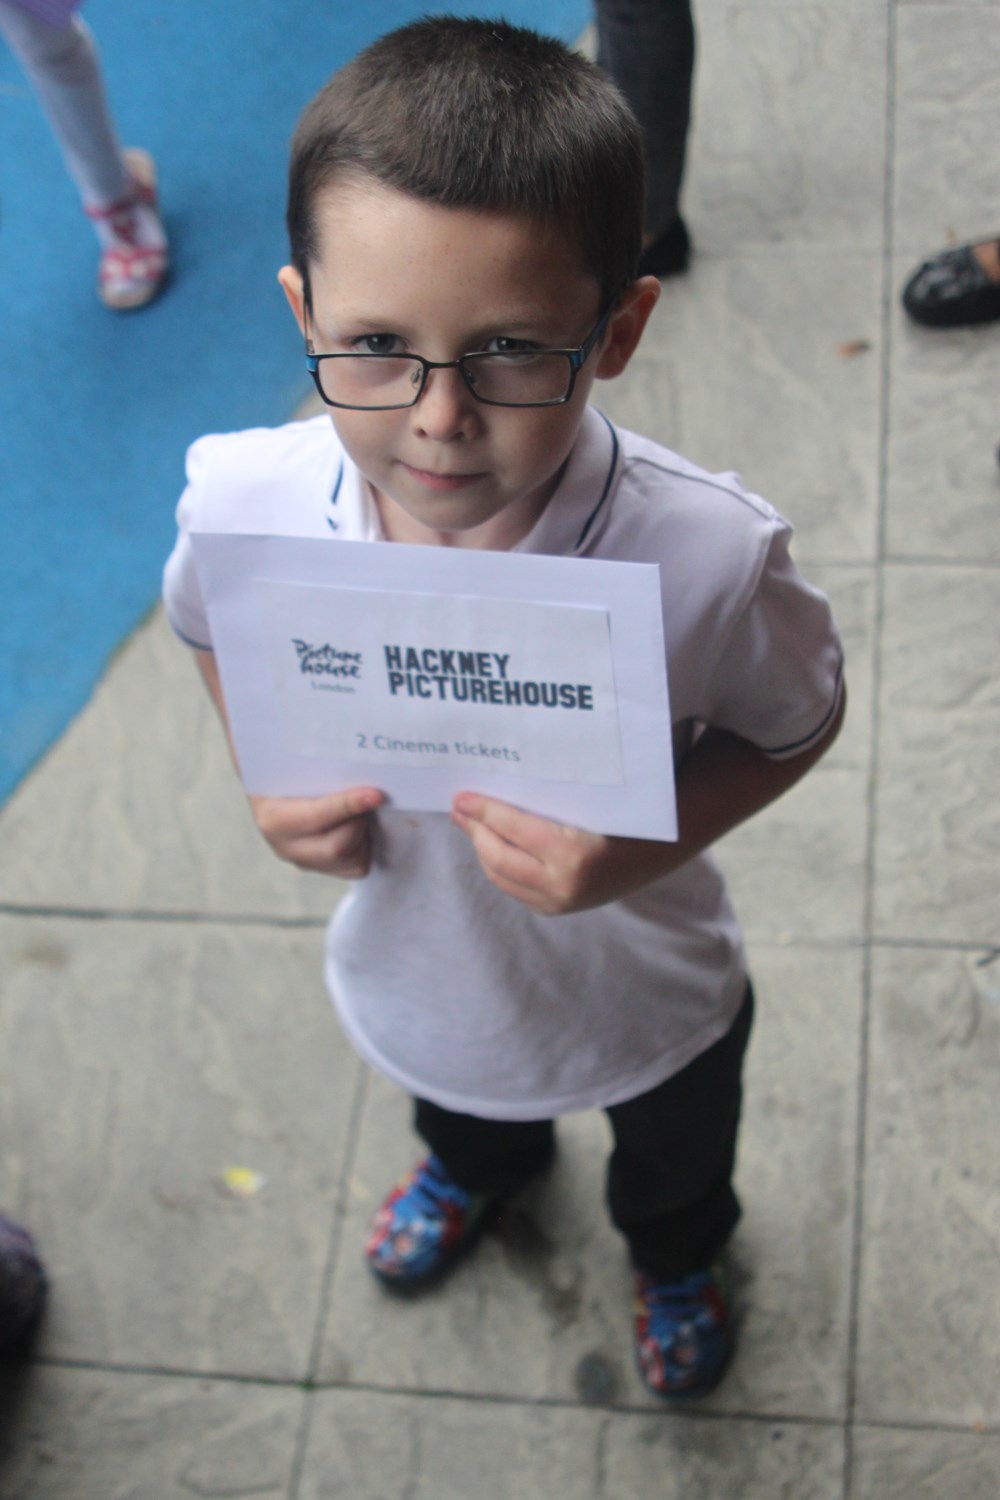 Picture
house
London
HACKNEY
PICTUREHOUSE
2 Cinema tickets